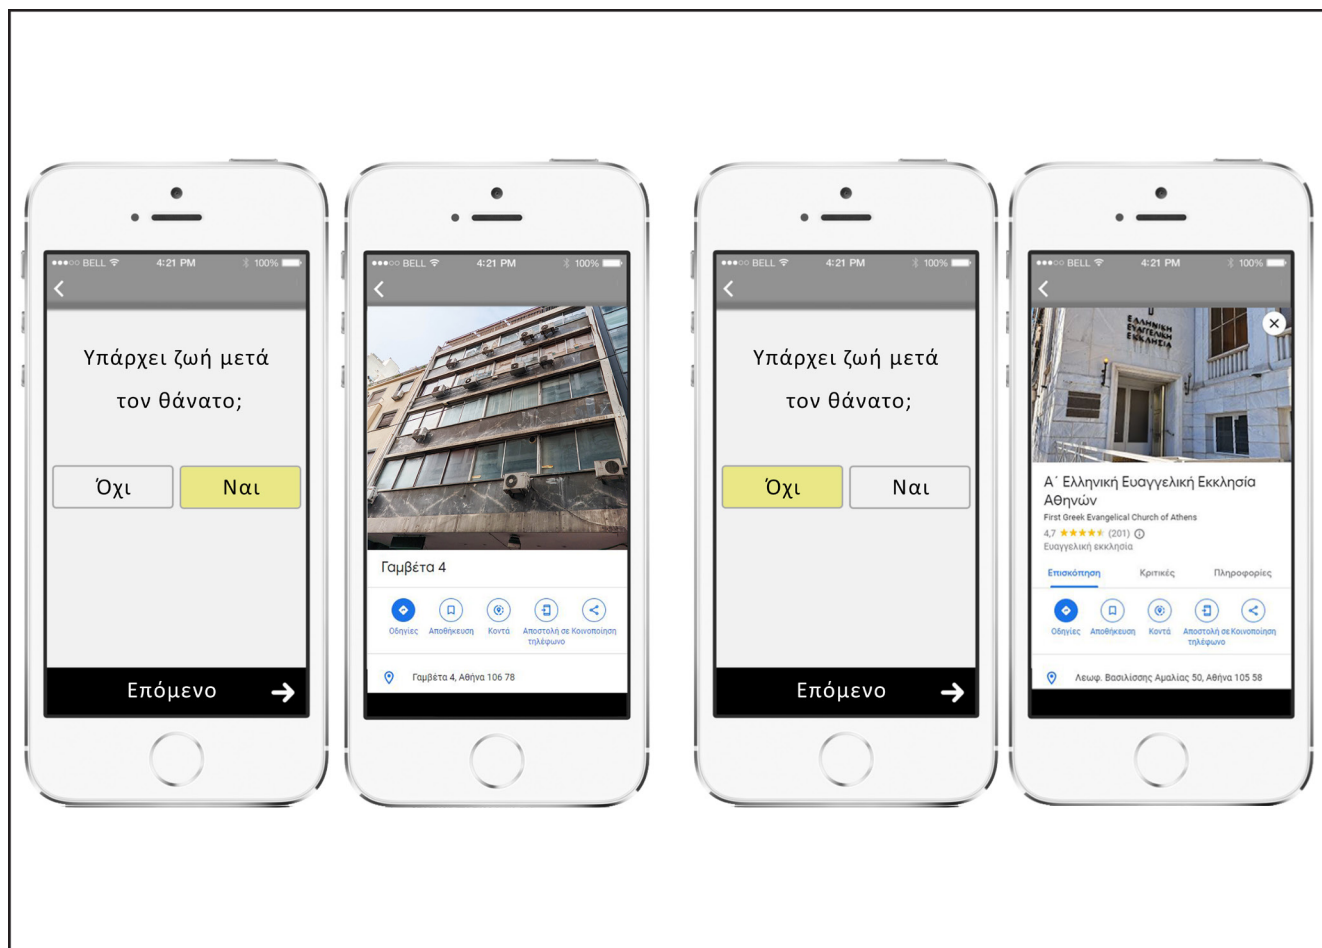 BELL 4:21 PM 100%
Υπάρχει ζωή μετά
τον θάνατο;
Όχι Ναι
Επόμενο
BELL 4:21 PM 100%
Γαμβέτα 4
Οδηγίες Αποθήκευση Κοντά Αποστολή σε Κοινοποίηση
τηλέφωνο
Γαμβέτα 4, Αθήνα 106 78
BELL 4:21 PM 100%
Υπάρχει ζωή μετά
τον θάνατο;
Όχι Ναι
Επόμενο
BELL 4:21 PM 100%
ΕΛΛΗΝΙΚΗ
ΕΥΑΓΓΕΛΙΚΗ
ΕΚΚΛΗΣΙΑ
Α΄ Ελληνική Ευαγγελική Εκκλησία
Αθηνών
First Greek Evangelical Church of Athens
4,7 (201)
Ευαγγελική εκκλησία
Επισκόπηση Κριτικές Πληροφορίες
Οδηγίες Αποθήκευση Κοντά Αποστολή σε Κοινοποίηση
τηλέφωνο
Λεωφ. Βασιλίσσης Αμαλίας 50, Αθήνα 105 58